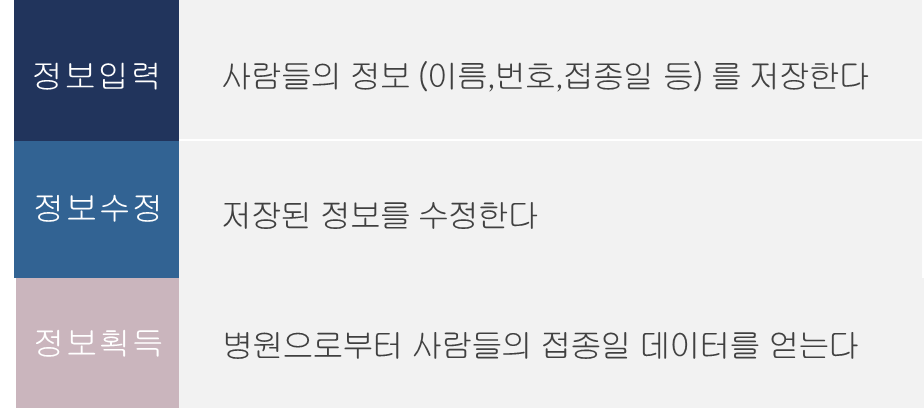 정보입력
사람들의 정보 (이름,번호,접종일 등) 를 저장한다
정보수정
저장된 정보를 수정한다
정보획득
병원으로부터 사람들의 접종일 데이터를 얻는다